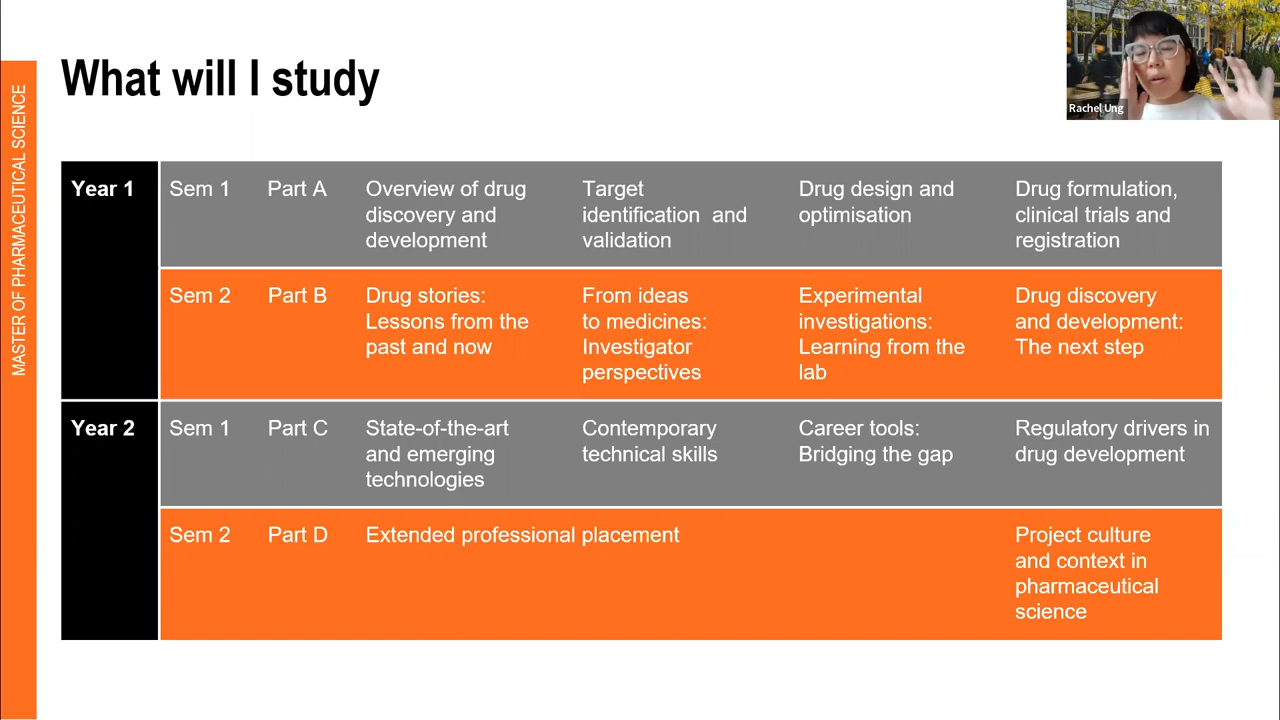 What will I study
Rachel Ung
MASTER OF PHARMACEUTICAL SCIENCE
Year 1
Sem 1
Part A
Overview of drug
discovery and
development
Target
identification and
validation
Drug design and
optimisation
Drug formulation,
clinical trials and
registration
Sem 2
Part B
Drug stories:
Lessons from the
past and now
From ideas
to medicines:
Investigator
perspectives
Experimental
investigations:
Learning from the
lab
Drug discovery
and development:
The next step
Year 2
Sem 1
Part C
State-of-the-art
and emerging
technologies
Contemporary
technical skills
Career tools:
Bridging the gap
Regulatory drivers in
drug development
Sem 2
Part D
Extended professional placement
Project culture
and context in
pharmaceutical
science